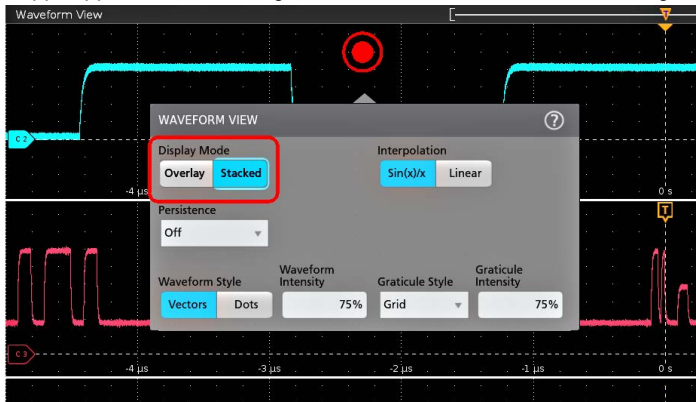 Waveform View
T
C 2
WAVEFORM VIEW
?
Display Mode
Interpolation
Overlay Stacked
Sin(x)/x Linear
-4 µs
0 s
Persistence
T
Off
Waveform Style
Waveform Intensity
Graticule Style
Graticule Intensity
Vectors Dots
75%
Grid
75%
C 3
-4 µs -3 µs -2 µs -1 µs 0 s